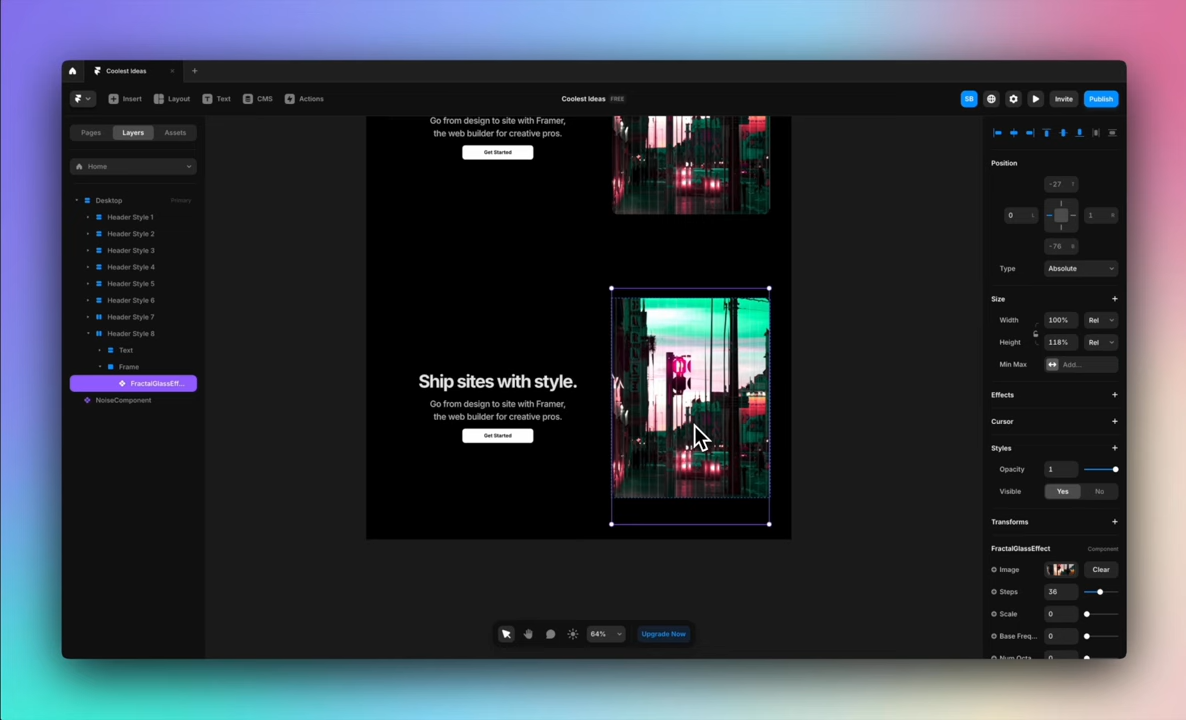 Coolest Ideas
Insert
Layout
Text
CMS
Actions
Coolest Ideas FREE
SB
Invite
Publish
Pages
Layers
Assets
Home
Desktop Primary
Header Style 1
Header Style 2
Header Style 3
Header Style 4
Header Style 5
Header Style 6
Header Style 7
Header Style 8
Text
Frame
FractalGlassEff...
NoiseComponent
Go from design to site with Framer,
the web builder for creative pros.
Get Started
Ship sites with style.
Go from design to site with Framer,
the web builder for creative pros.
Get Started
64%
Upgrade Now
Position
-27 T
0 L
1 R
-76 B
Type Absolute
Size
Width 100% Rel
Height 118% Rel
Min Max Add...
Effects
Cursor
Styles
Opacity 1
Visible Yes No
Transforms
FractalGlassEffect Component
Image Clear
Steps 36
Scale 0
Base Freq... 0
Num Octa... 0